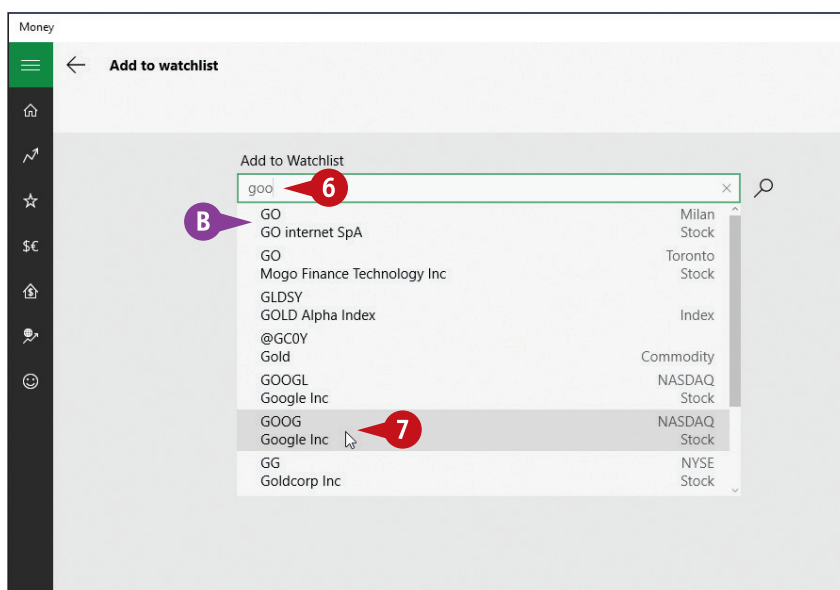 Money
Add to watchlist
Add to Watchlist
goo 6
B
GO Milan
GO internet SpA Stock
GO Toronto
Mogo Finance Technology Inc Stock
GLDSY
GOLD Alpha Index Index
@GC0Y
Gold Commodity
GOOGL NASDAQ
Google Inc Stock
GOOG NASDAQ
Google Inc 7 Stock
GG NYSE
Goldcorp Inc Stock
$€